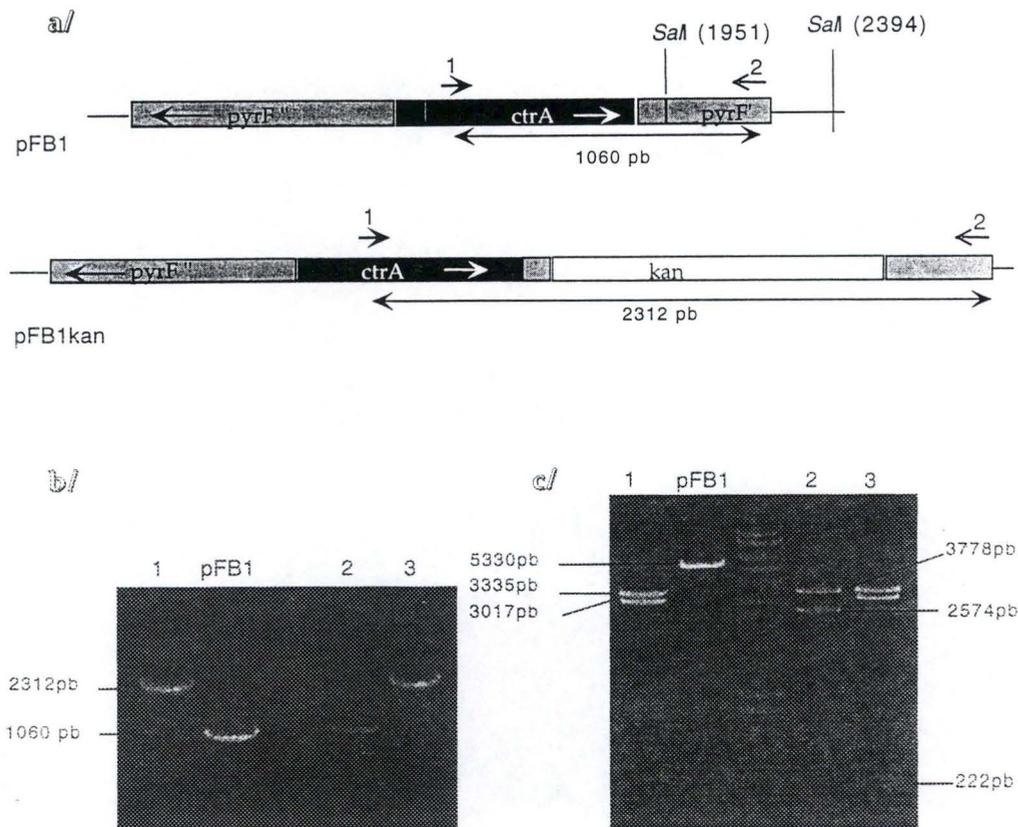 a/
SalI (1951)
SalI (2394)
1
2
pyrF''
ctrA
pyrF'
pFB1
1060 pb
1
2
pyrF''
ctrA
kan
2312 pb
pFB1kan
b/
1 pFB1 2 3
2312pb
1060 pb
c/
1 pFB1 2 3
5330pb
3335pb
3017pb
3778pb
2574pb
222pb